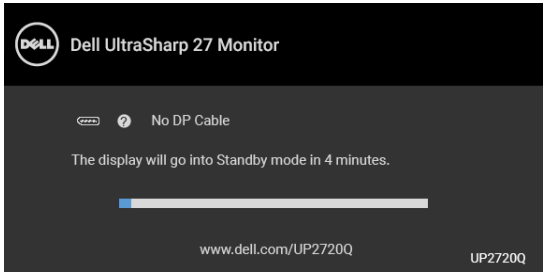 DELL
Dell UltraSharp 27 Monitor
? No DP Cable
The display will go into Standby mode in 4 minutes.
www.dell.com/UP2720Q
UP2720Q